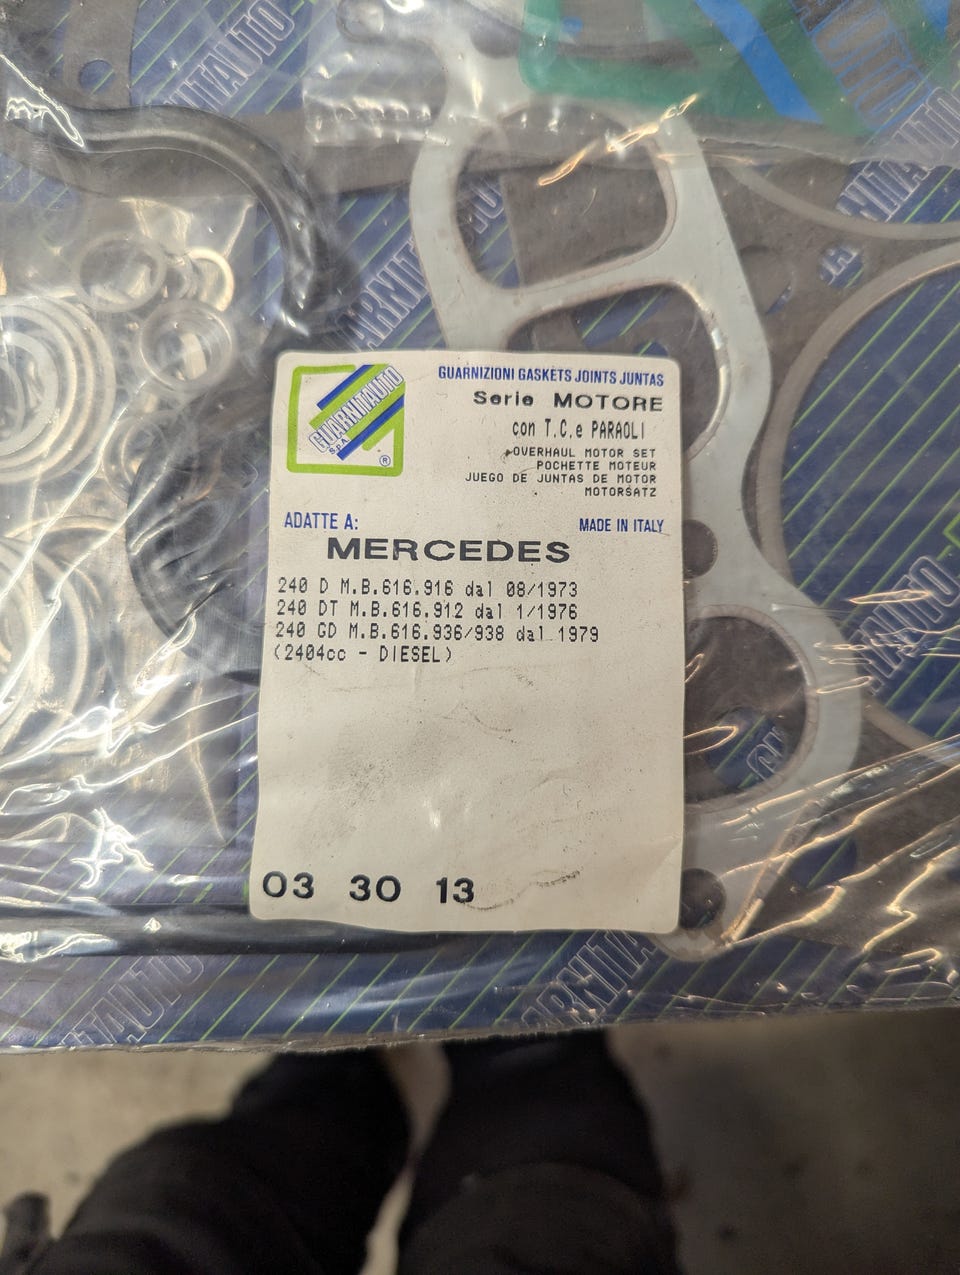 GUARNITAUTO
S.p.A.
®
GUARNIZIONI GASKETS JOINTS JUNTAS
Serie MOTORE
con T.C.e PARAOLI
OVERHAUL MOTOR SET
POCHETTE MOTEUR
JUEGO DE JUNTAS DE MOTOR
MOTORSATZ
ADATTE A:
MADE IN ITALY
MERCEDES
240 D M.B.616.916 dal 08/1973
240 DT M.B.616.912 dal 1/1976
240 GD M.B.616.936/938 dal 1979
(2404cc - DIESEL)
03 30 13